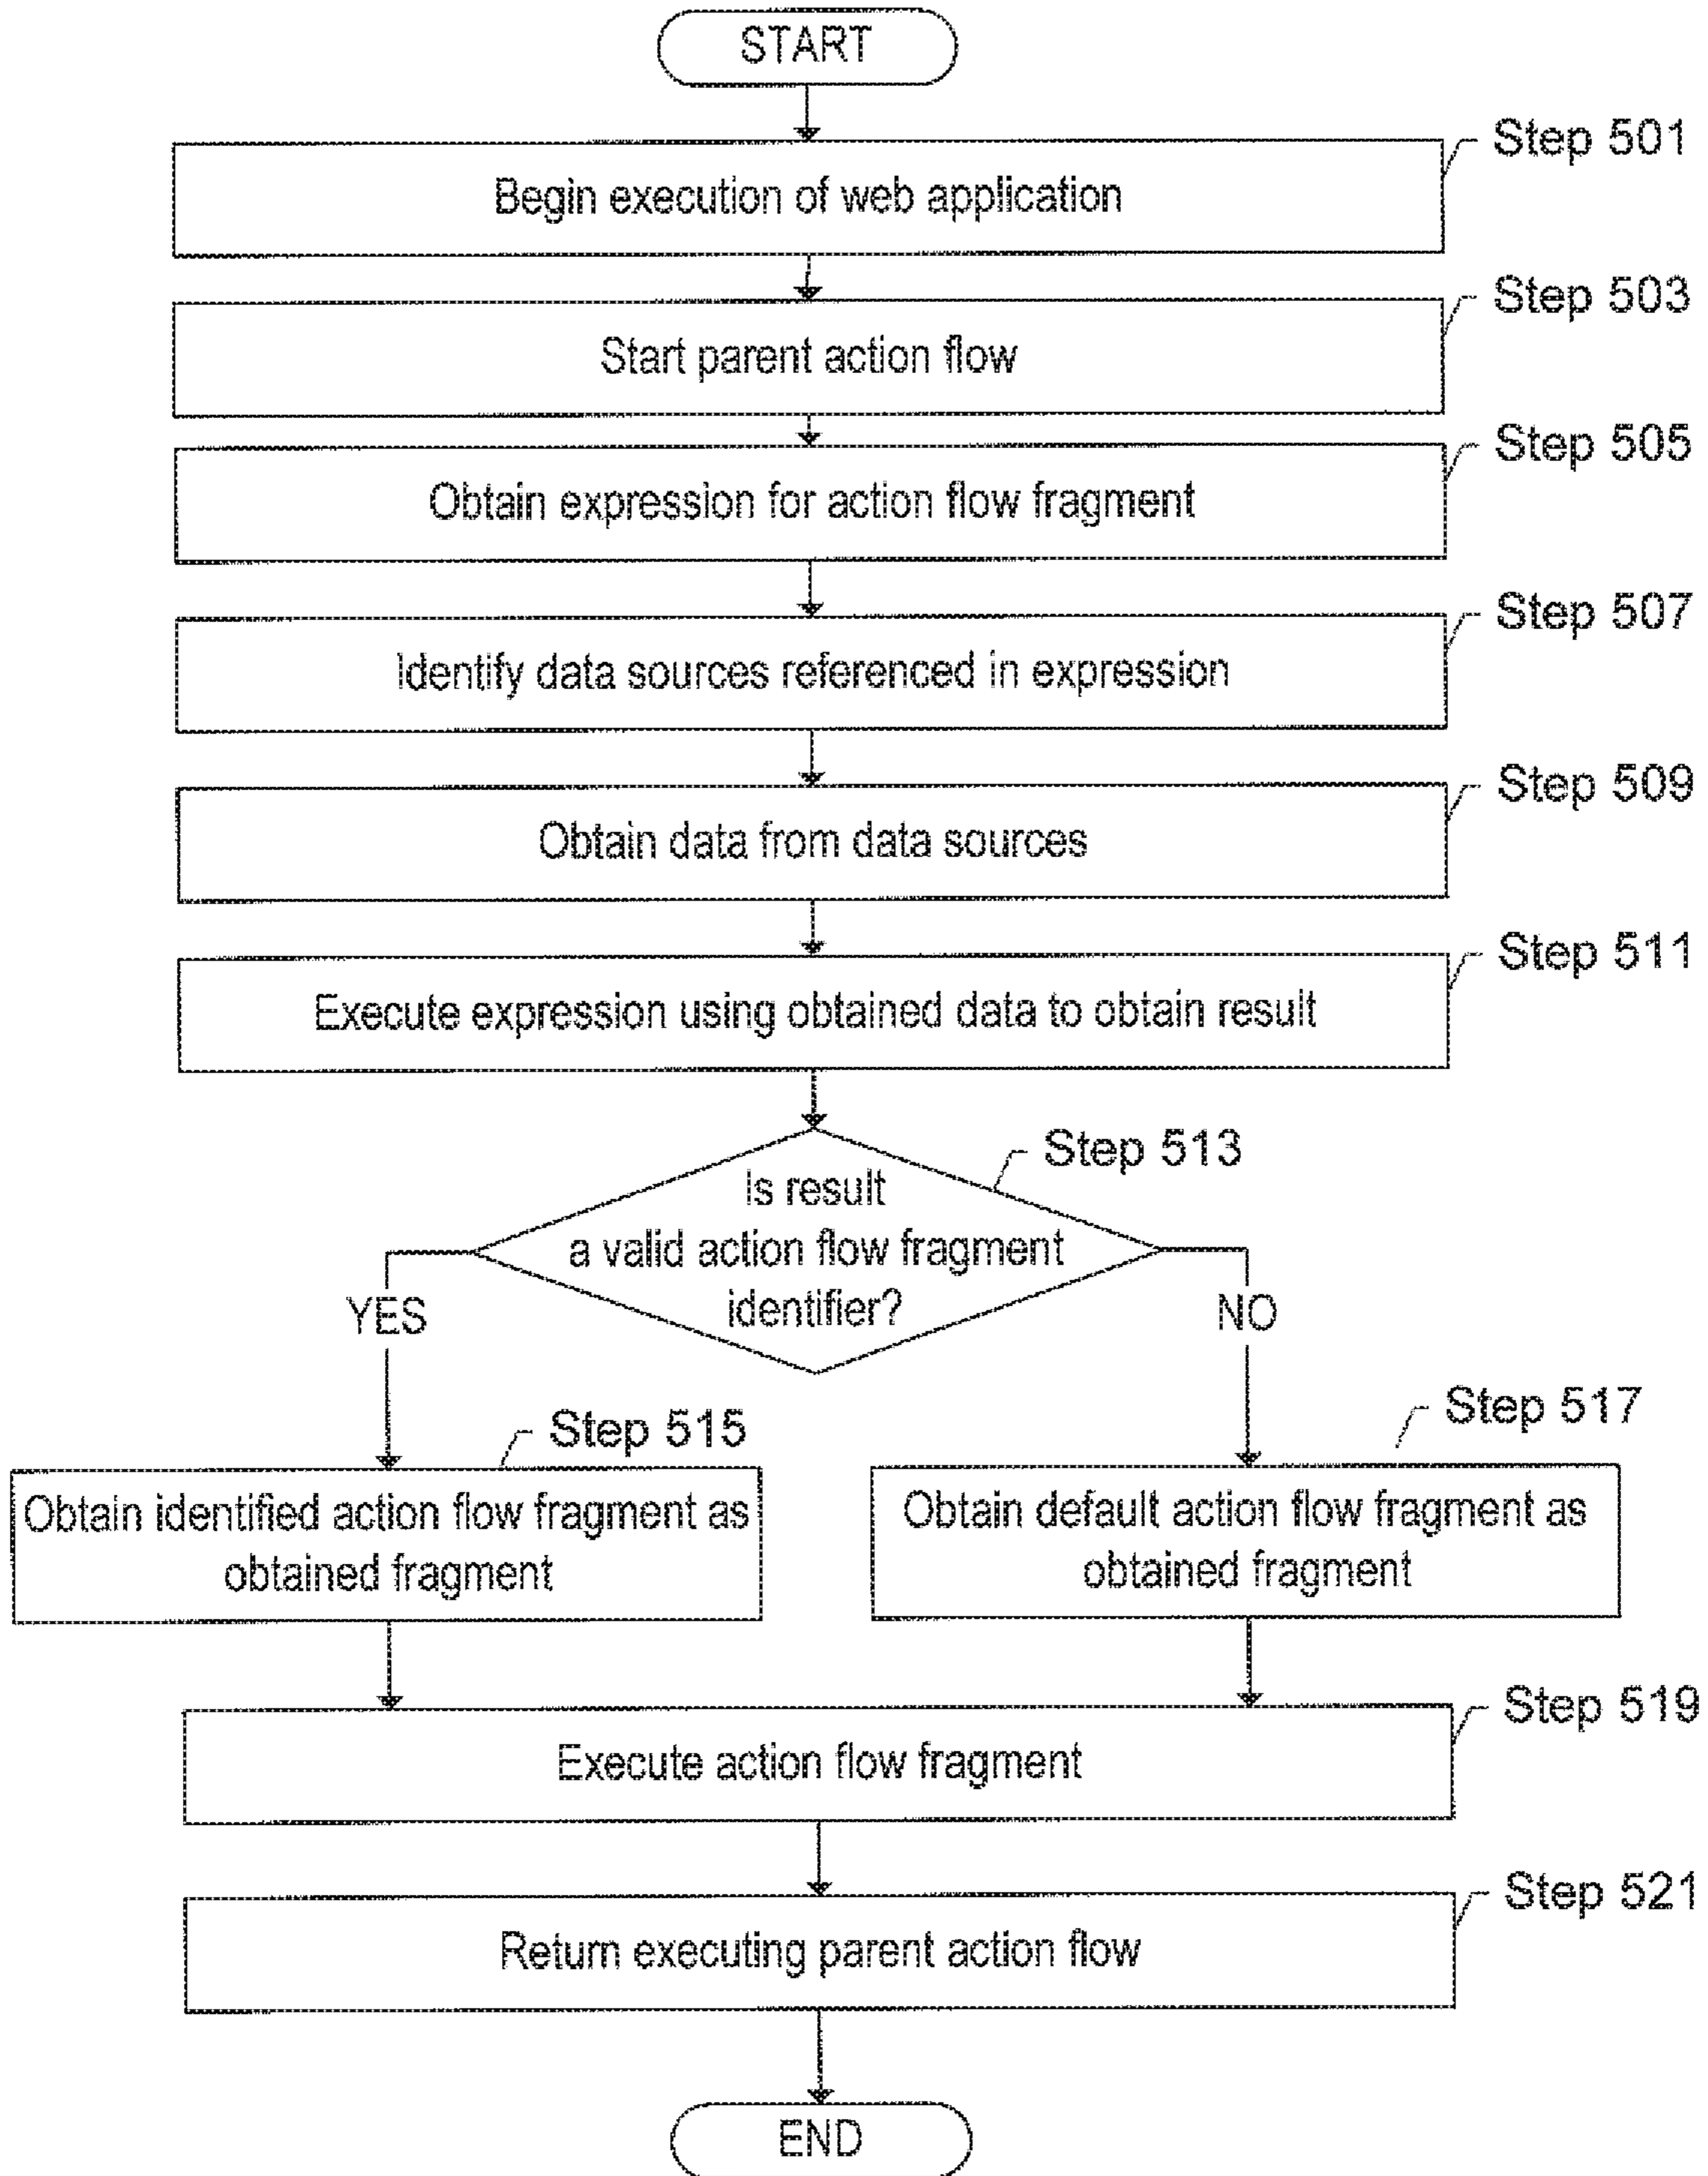 START
Step 501
Begin execution of web application
Step 503
Start parent action flow
Step 505
Obtain expression for action flow fragment
Step 507
Identify data sources referenced in expression
Step 509
Obtain data from data sources
Step 511
Execute expression using obtained data to obtain result
Step 513
Is result
a valid action flow fragment
identifier?
YES
NO
Step 515
Obtain identified action flow fragment as
obtained fragment
Step 517
Obtain default action flow fragment as
obtained fragment
Step 519
Execute action flow fragment
Step 521
Return executing parent action flow
END